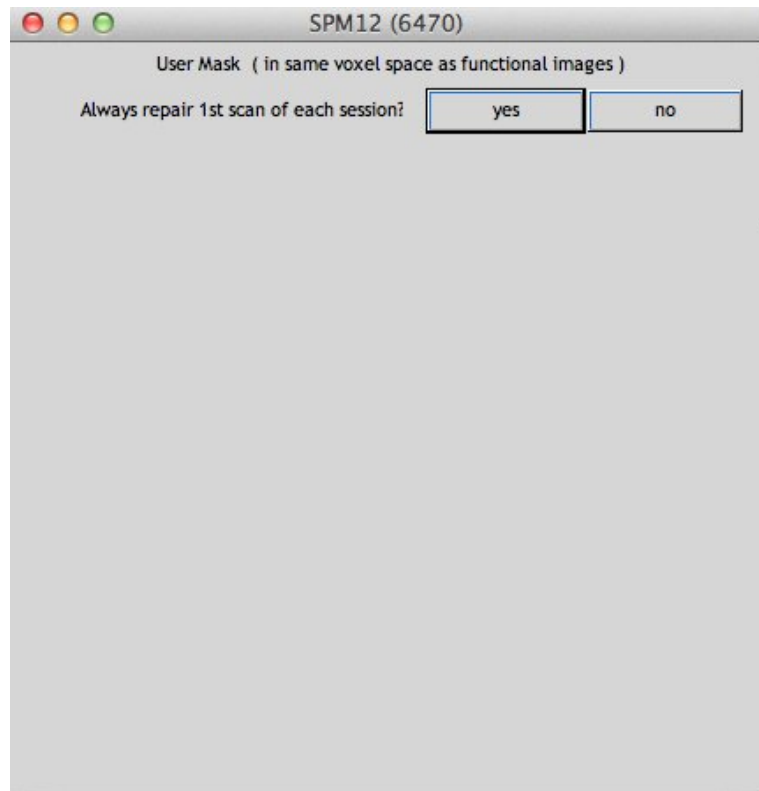 SPM12 (6470)
User Mask ( in same voxel space as functional images )
Always repair 1st scan of each session? yes no